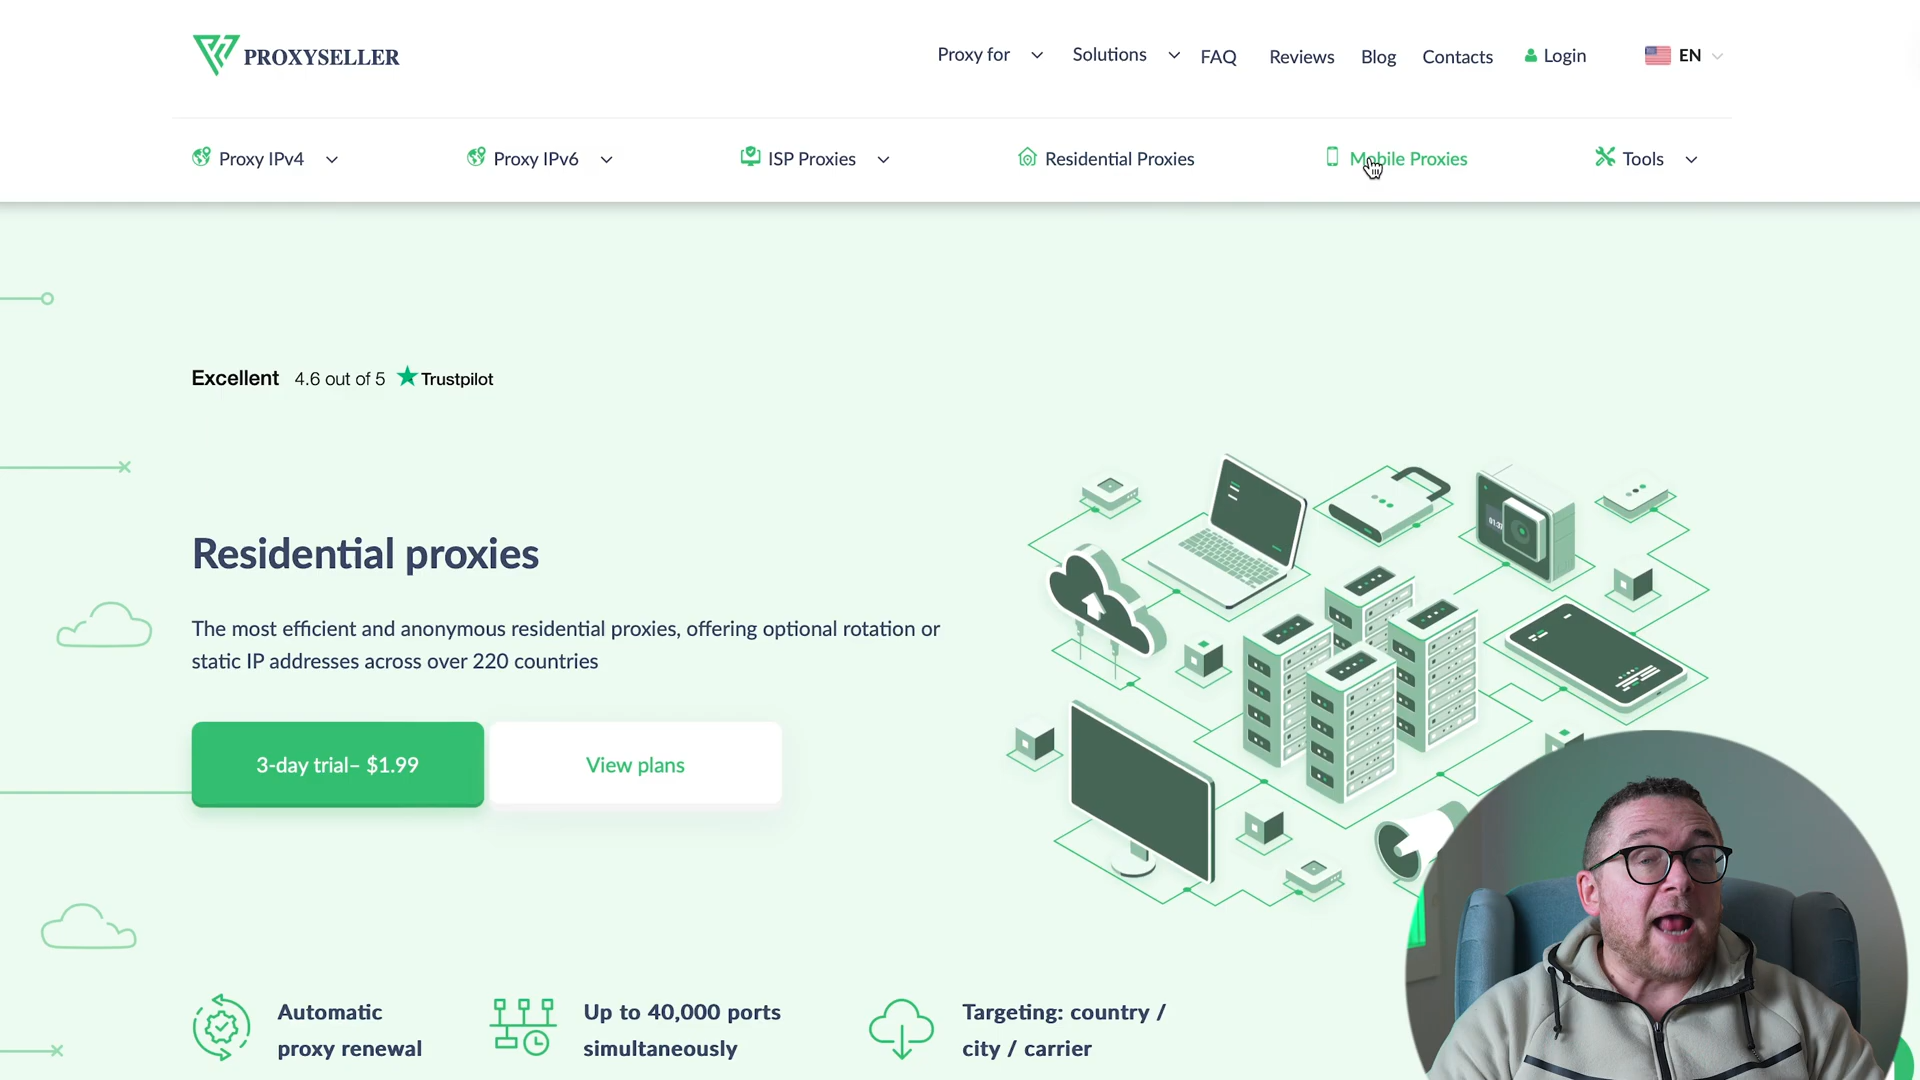 PROXYSELLER
Proxy for Solutions FAQ Reviews Blog Contacts Login EN
Proxy IPv4 Proxy IPv6 ISP Proxies Residential Proxies Mobile Proxies Tools
Excellent 4.6 out of 5 Trustpilot
Residential proxies
The most efficient and anonymous residential proxies, offering optional rotation or
static IP addresses across over 220 countries
3-day trial– $1.99 View plans
Automatic
proxy renewal
Up to 40,000 ports
simultaneously
Targeting: country /
city / carrier